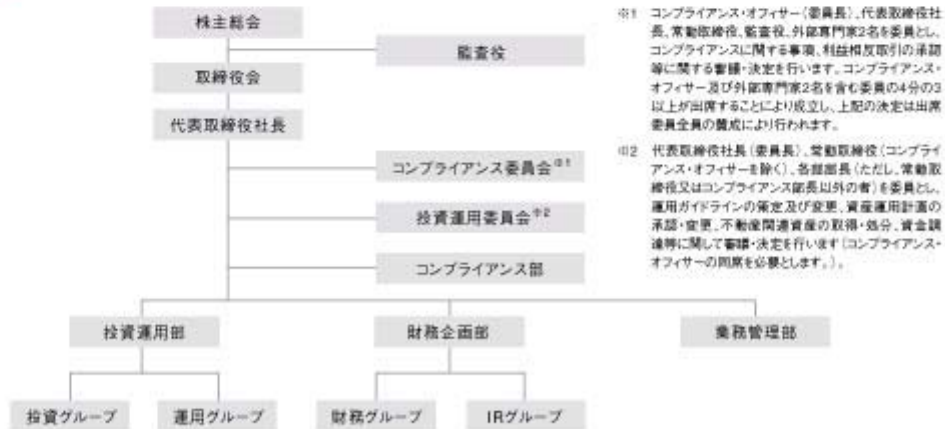 株主総会
監査役
取締役会
代表取締役社長
コンプライアンス委員会※1
投資運用委員会※2
コンプライアンス部
投資運用部
財務企画部
業務管理部
投資グループ
運用グループ
財務グループ
IRグループ
※1 コンプライアンス・オフィサー(委員長)、代表取締役社
長、常勤取締役、監査役、外部専門家2名を委員とし、
コンプライアンスに関する事項、利益相反取引の承認
等に関する審議・決定を行います。コンプライアンス・
オフィサー及び外部専門家2名を含む委員の4分の3
以上が出席することにより成立し、上記の決定は出席
委員全員の賛成により行われます。
※2 代表取締役社長(委員長)、常勤取締役(コンプライ
アンス・オフィサーを除く)、各部部長(ただし、常勤取
締役又はコンプライアンス部長以外の者)を委員とし、
運用ガイドラインの策定及び変更、資産運用計画の
承認・変更、不動産関連資産の取得・処分、資金調
達等に関して審議・決定を行います(コンプライアンス・
オフィサーの同席を必要とします。)。